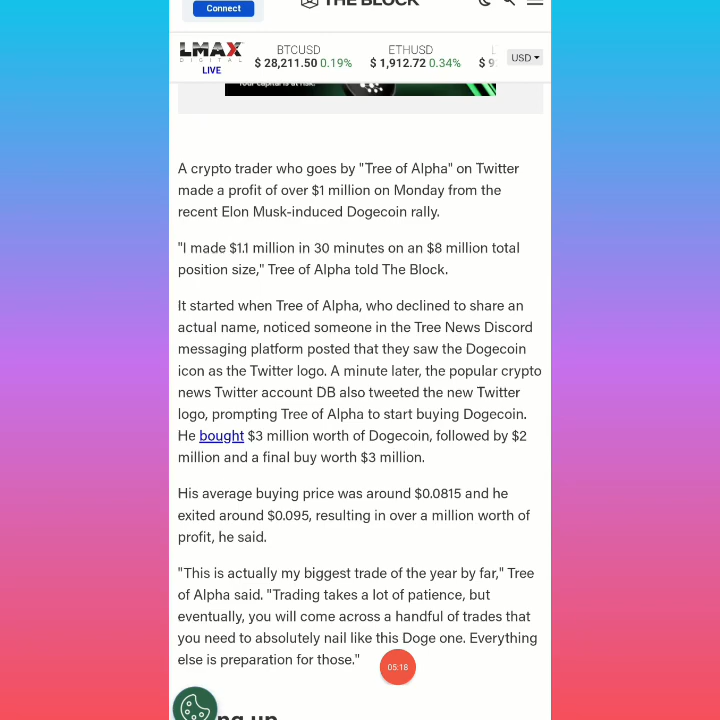 Connect
THE BLOCK
LMAX
DIGITAL
LIVE
BTCUSD
$ 28,211.50 0.19%
ETHUSD
$ 1,912.72 0.34%
USD
Your capital is at risk.
A crypto trader who goes by "Tree of Alpha" on Twitter
made a profit of over $1 million on Monday from the
recent Elon Musk-induced Dogecoin rally.
"I made $1.1 million in 30 minutes on an $8 million total
position size," Tree of Alpha told The Block.
It started when Tree of Alpha, who declined to share an
actual name, noticed someone in the Tree News Discord
messaging platform posted that they saw the Dogecoin
icon as the Twitter logo. A minute later, the popular crypto
news Twitter account DB also tweeted the new Twitter
logo, prompting Tree of Alpha to start buying Dogecoin.
He bought $3 million worth of Dogecoin, followed by $2
million and a final buy worth $3 million.
His average buying price was around $0.0815 and he
exited around $0.095, resulting in over a million worth of
profit, he said.
"This is actually my biggest trade of the year by far," Tree
of Alpha said. "Trading takes a lot of patience, but
eventually, you will come across a handful of trades that
you need to absolutely nail like this Doge one. Everything
else is preparation for those."
05:18
up